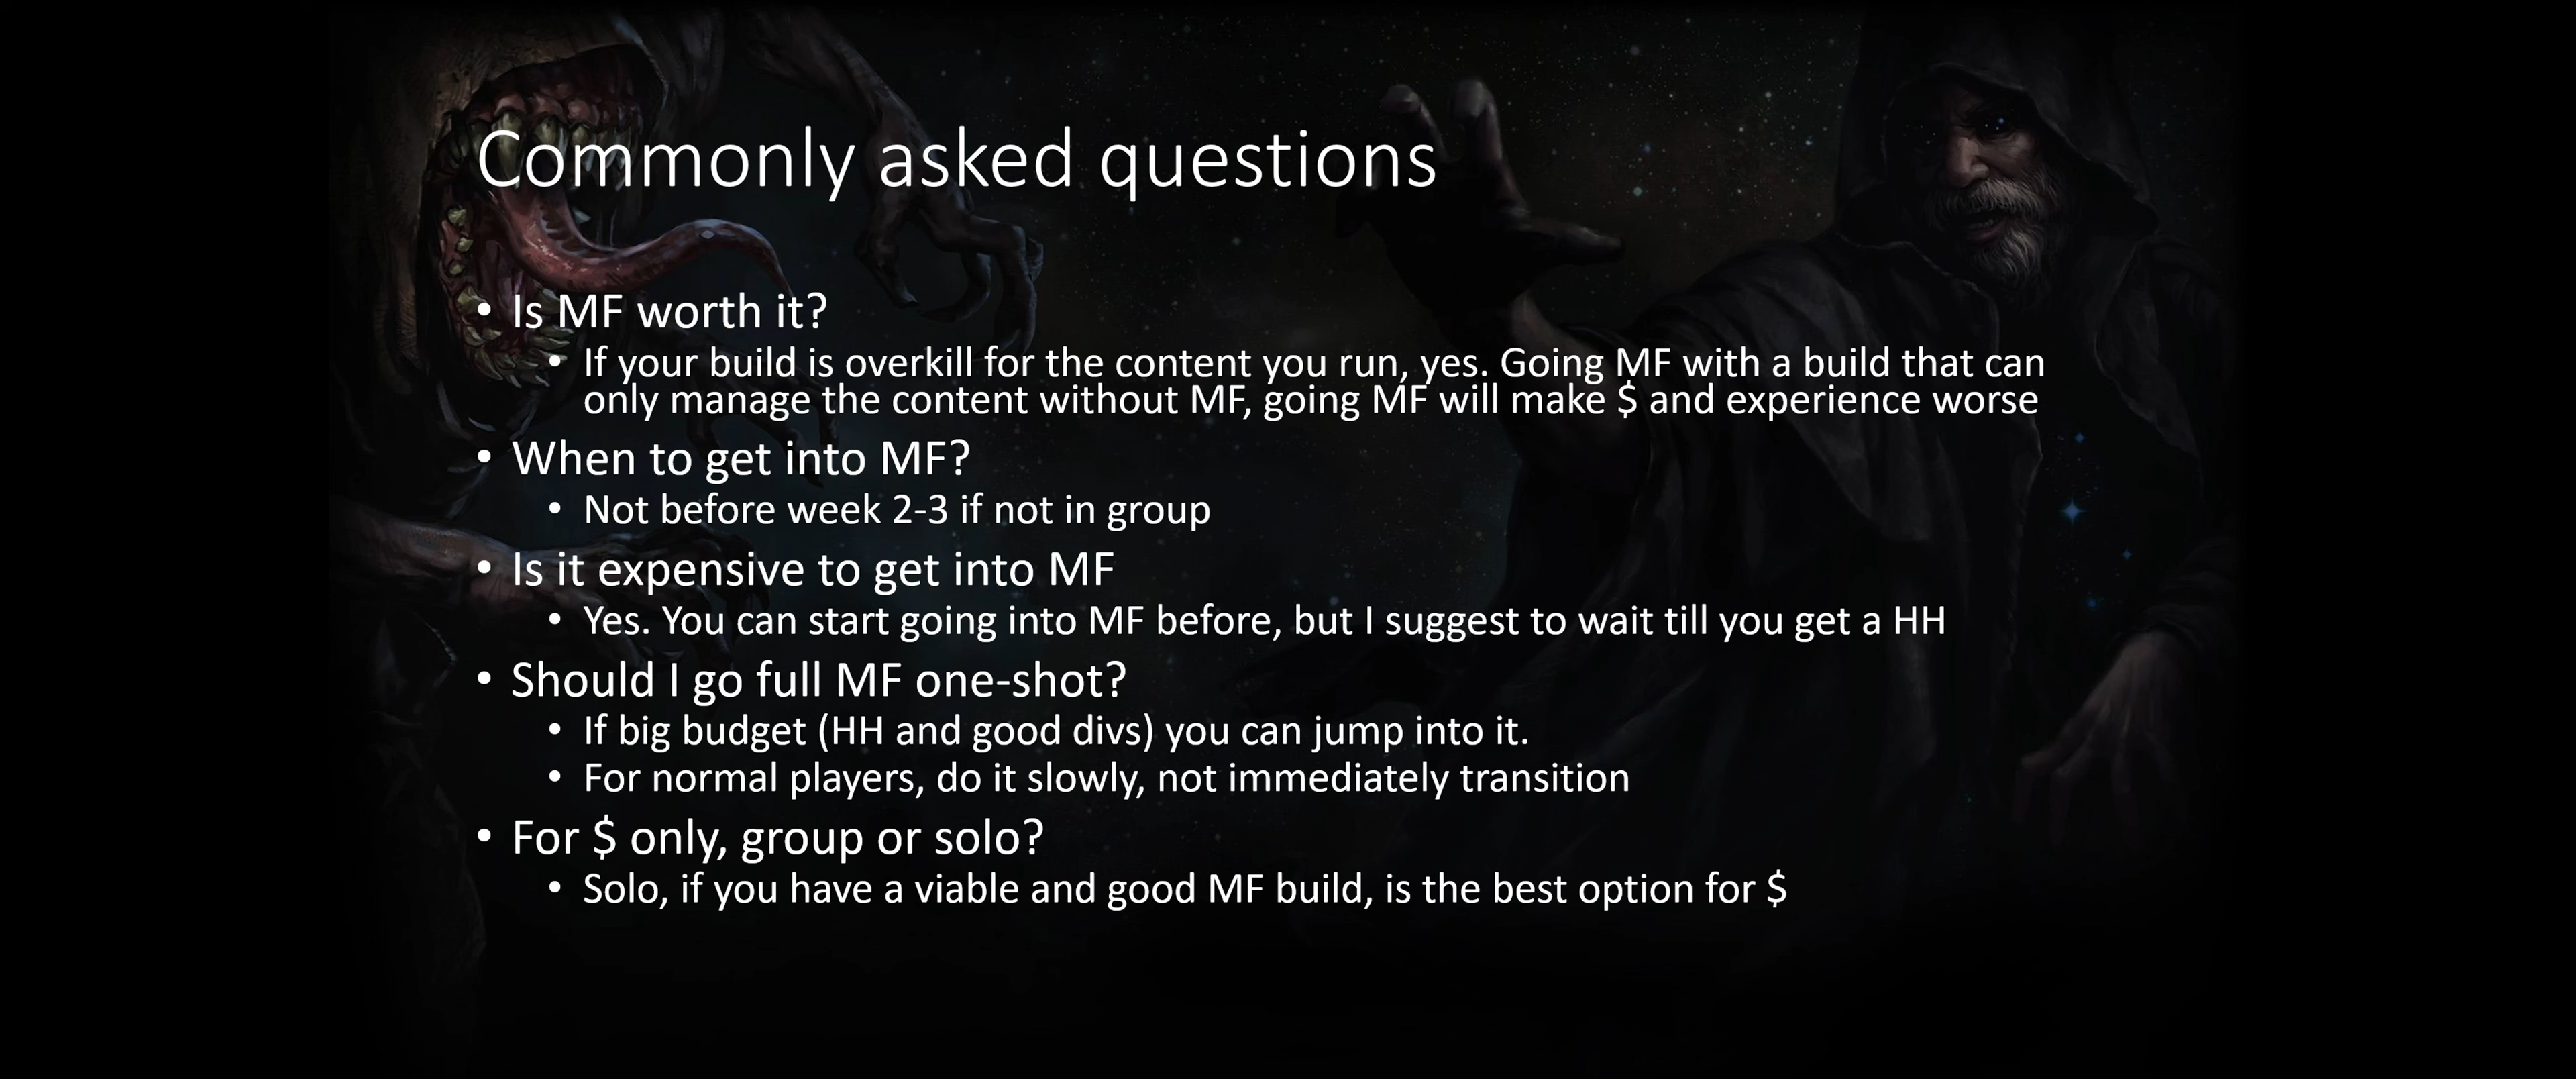 Commonly asked questions
• Is MF worth it?
• If your build is overkill for the content you run, yes. Going MF with a build that can
only manage the content without MF, going MF will make $ and experience worse
• When to get into MF?
• Not before week 2-3 if not in group
• Is it expensive to get into MF
• Yes. You can start going into MF before, but I suggest to wait till you get a HH
• Should I go full MF one-shot?
• If big budget (HH and good divs) you can jump into it.
• For normal players, do it slowly, not immediately transition
• For $ only, group or solo?
• Solo, if you have a viable and good MF build, is the best option for $